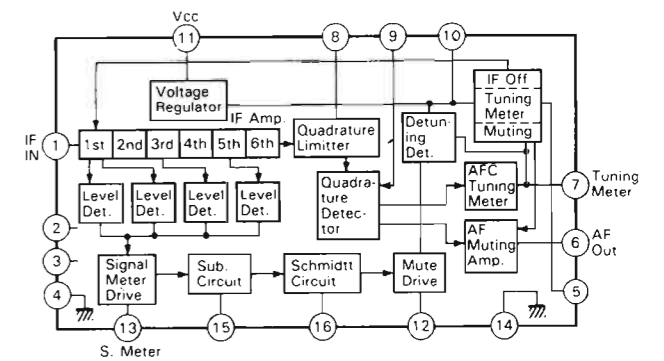 Vcc
11
8
9
10
Voltage
Regulator
IF Off
Tuning
Meter
Muting
IF Amp.
IF
IN
1
1st 2nd 3rd 4th 5th 6th
Quadrature
Limitter
Detun-
ing
Det.
Level
Det.
Level
Det.
Level
Det.
Level
Det.
Quadra-
ture
Detec-
tor
AFC
Tuning
Meter
7
Tuning
Meter
2
AF
Muting
Amp.
6
AF
Out
3
Signal
Meter
Drive
Sub.
Circuit
Schmidtt
Circuit
Mute
Drive
4
5
13
15
16
12
14
S. Meter